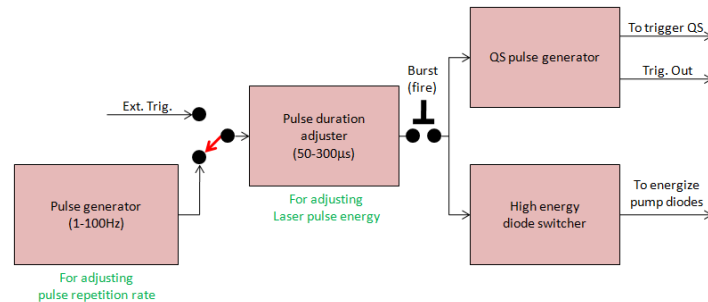 To trigger QS
QS pulse generator
Trig. Out
Burst
(fire)
Ext. Trig.
Pulse duration
adjuster
(50-300µs)
For adjusting
Laser pulse energy
Pulse generator
(1-100Hz)
For adjusting
pulse repetition rate
High energy
diode switcher
To energize
pump diodes